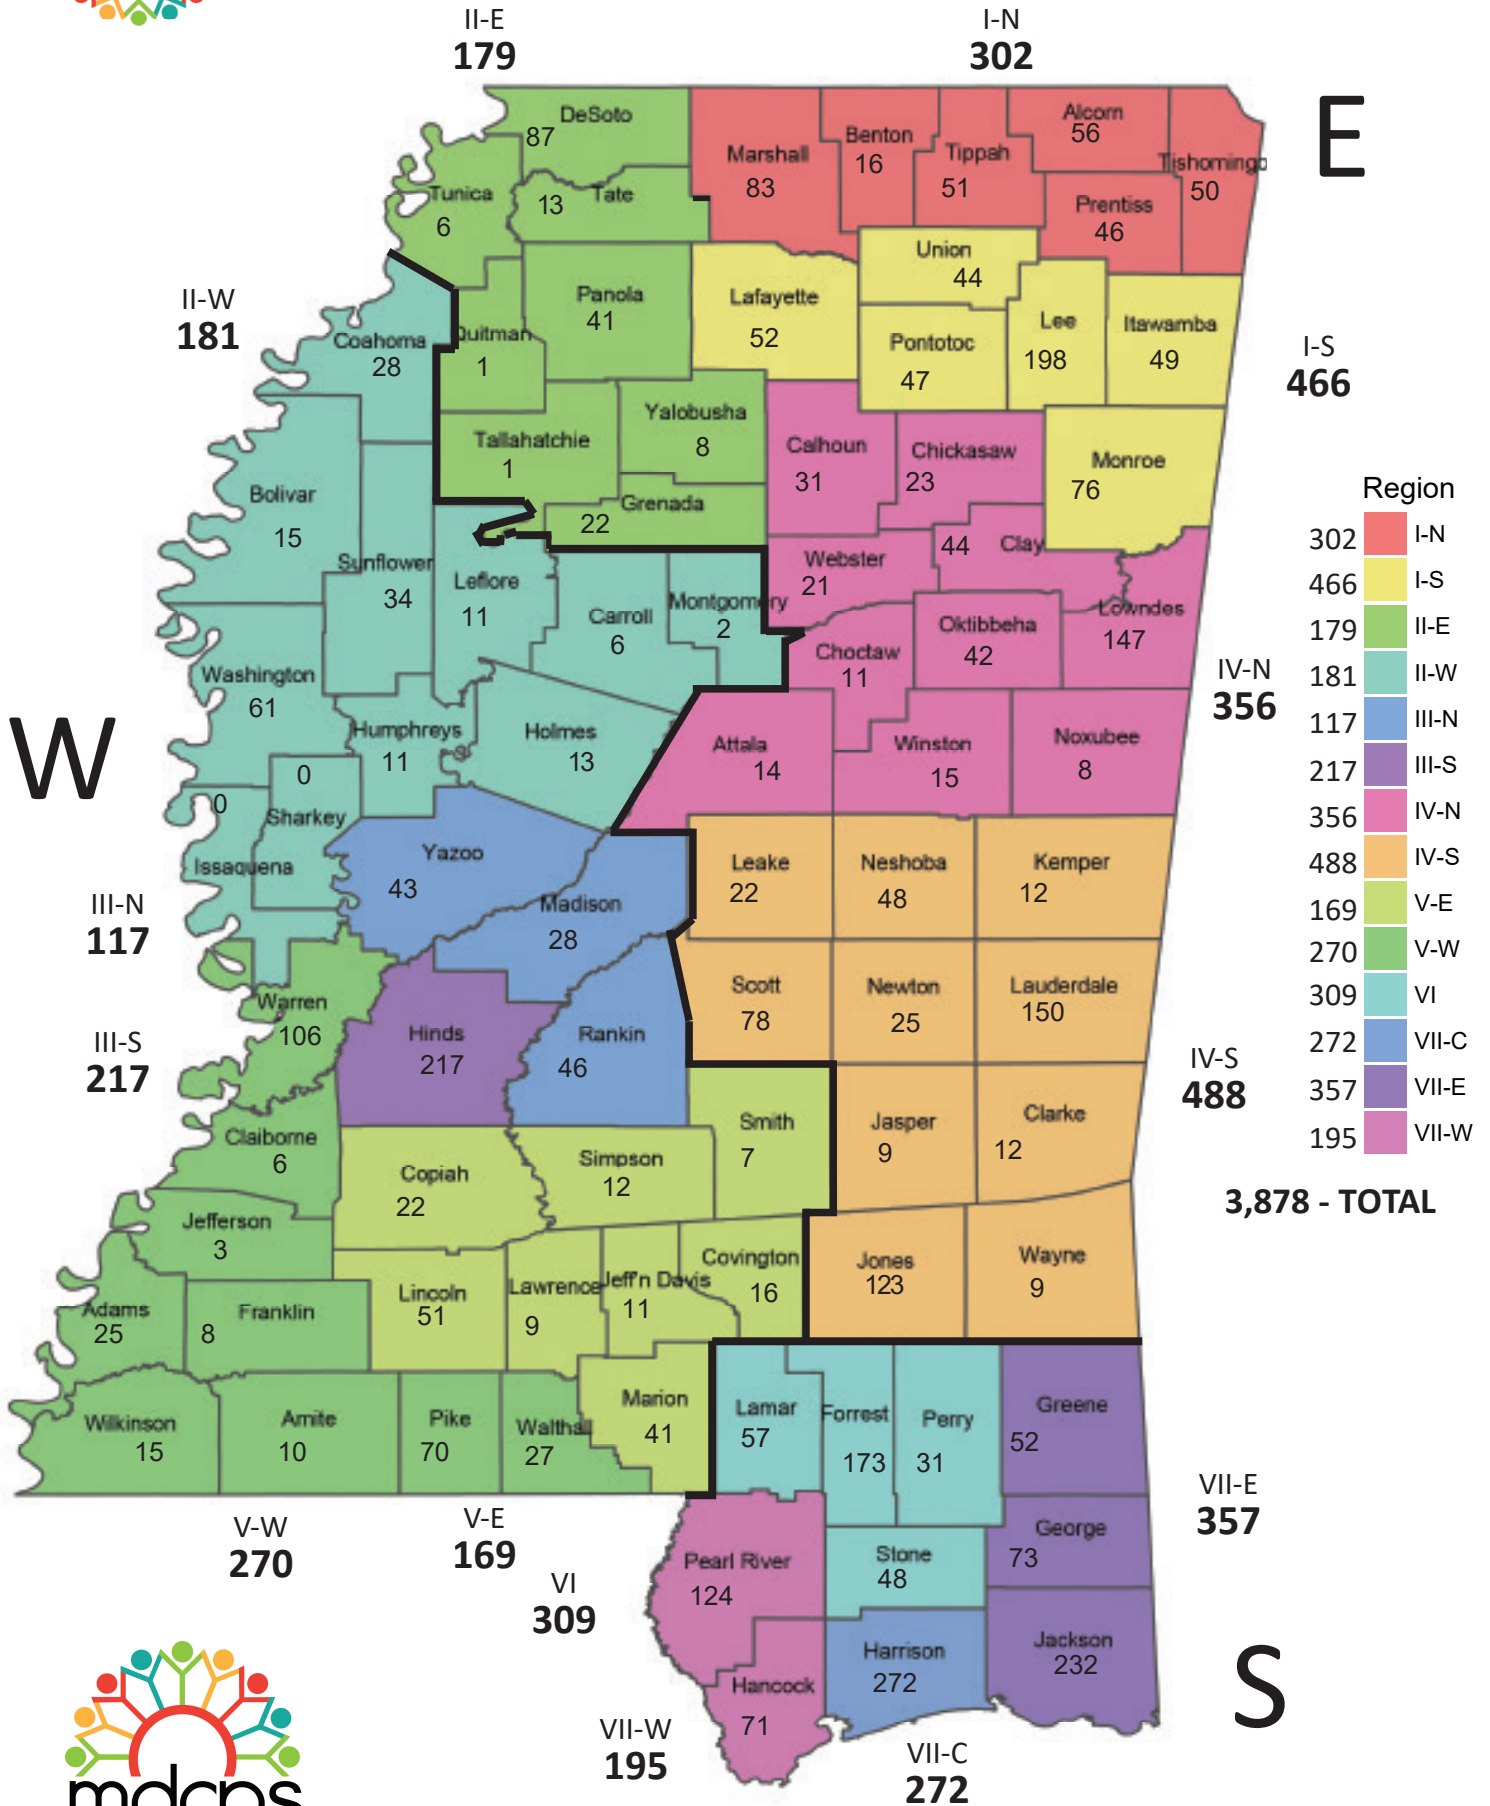 II-E
179
I-N
302
E
W
S
DeSoto
87
Tunica
6
Tate
13
Marshall
83
Benton
16
Tippah
51
Alcorn
56
Tishomingo
50
Prentiss
46
Union
44
II-W
181
Coahoma
28
Quitman
1
Panola
41
Lafayette
52
Pontotoc
47
Lee
198
Itawamba
49
I-S
466
Tallahatchie
1
Yalobusha
8
Grenada
22
Calhoun
31
Chickasaw
23
Monroe
76
Bolivar
15
Sunflower
34
Leflore
11
Carroll
6
Montgomery
2
Webster
21
Clay
44
Choctaw
11
Oktibbeha
42
Lowndes
147
IV-N
356
Washington
61
Humphreys
11
Holmes
13
Attala
14
Winston
15
Noxubee
8
0
Sharkey
0
Issaquena
Yazoo
43
Madison
28
Leake
22
Neshoba
48
Kemper
12
III-N
117
Warren
106
Hinds
217
Rankin
46
Scott
78
Newton
25
Lauderdale
150
III-S
217
IV-S
488
Claiborne
6
Copiah
22
Simpson
12
Smith
7
Jasper
9
Clarke
12
Jefferson
3
Adams
25
Franklin
8
Lincoln
51
Lawrence
9
Jeff'n Davis
11
Covington
16
Jones
123
Wayne
9
Wilkinson
15
Amite
10
Pike
70
Walthall
27
Marion
41
Lamar
57
Forrest
173
Perry
31
Greene
52
V-W
270
V-E
169
VI
309
VII-E
357
Pearl River
124
Stone
48
George
73
Hancock
71
Harrison
272
Jackson
232
VII-W
195
VII-C
272
Region
302 I-N
466 I-S
179 II-E
181 II-W
117 III-N
217 III-S
356 IV-N
488 IV-S
169 V-E
270 V-W
309 VI
272 VII-C
357 VII-E
195 VII-W
3,878 - TOTAL
mdcps